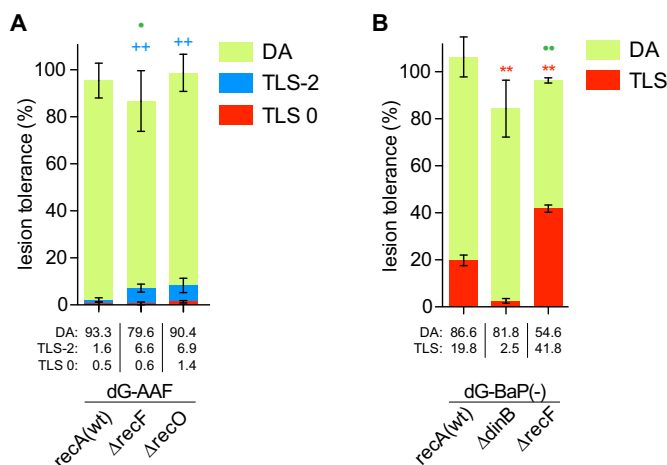 A
lesion tolerance (%)
100
80
60
40
20
0
•
++
++
DA
TLS-2
TLS 0
DA: 93.3 79.6 90.4
TLS-2: 1.6 6.6 6.9
TLS 0: 0.5 0.6 1.4
dG-AAF
recA(wt)
ΔrecF
ΔrecO
B
lesion tolerance (%)
100
80
60
40
20
0
**
••
**
DA
TLS
DA: 86.6 81.8 54.6
TLS: 19.8 2.5 41.8
dG-BaP(-)
recA(wt)
ΔdinB
ΔrecF